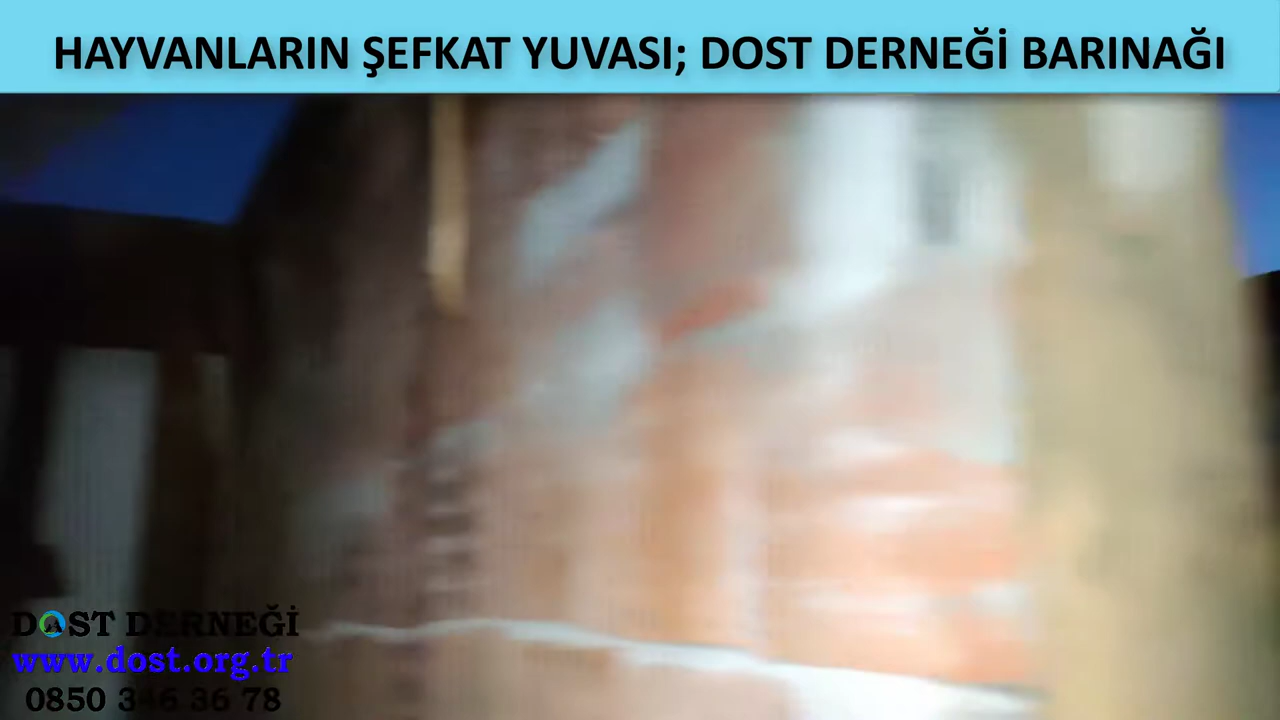 HAYVANLARIN ŞEFKAT YUVASI; DOST DERNEĞİ BARINAĞI
DOST DERNEĞİ
www.dost.org.tr
0850 346 36 78